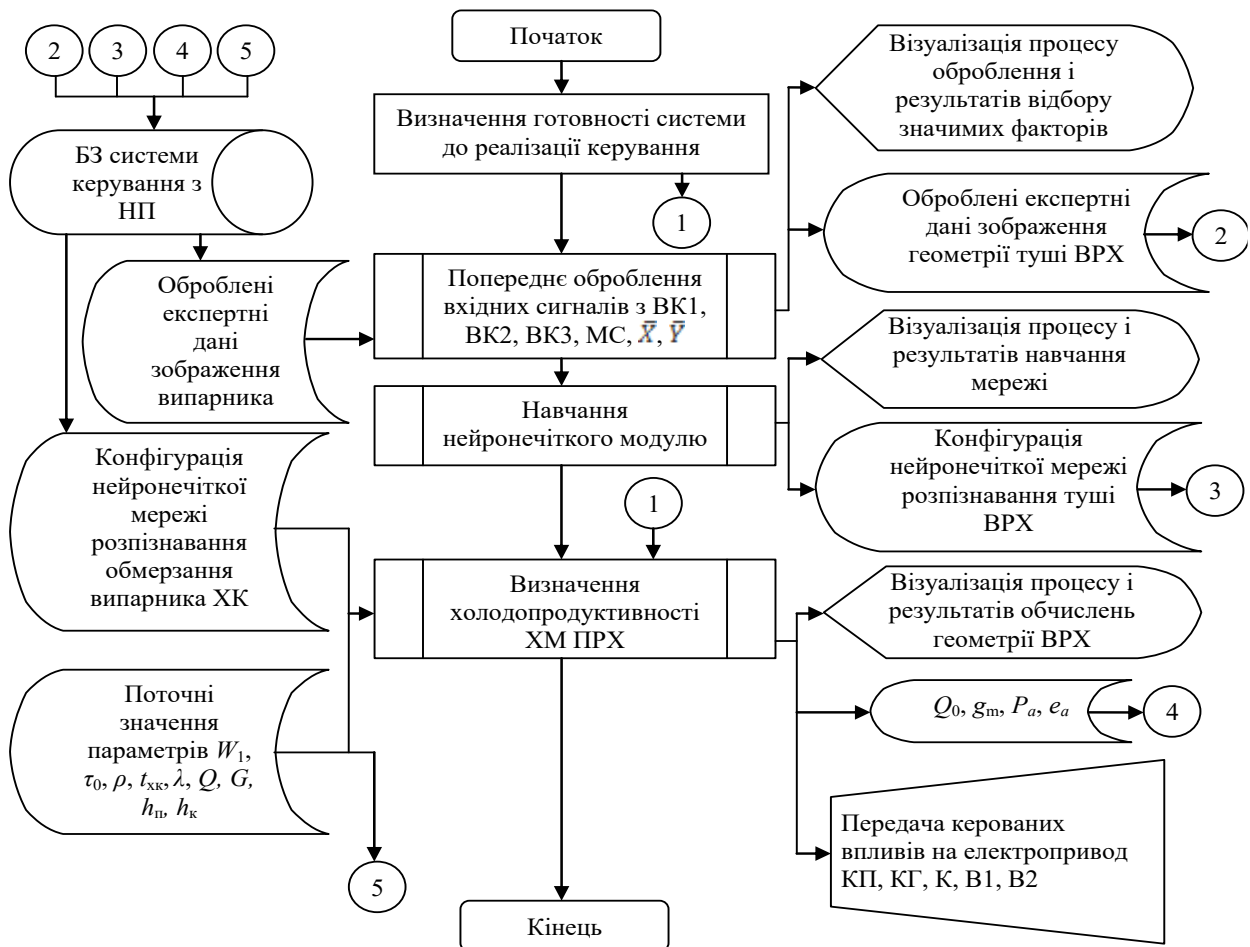 2
3
4
5
Початок
Візуалізація процесу
оброблення і
результатів відбору
значимих факторів
Визначення готовності системи
до реалізації керування
БЗ системи
керування з
НП
1
Оброблені експертні
дані зображення
геометрії туші ВРХ
2
Оброблені
експертні
дані
зображення
випарника
Попереднє оброблення
вхідних сигналів з ВК1,
ВК2, ВК3, МС, X̄, Ȳ
Візуалізація процесу і
результатів навчання
мережі
Навчання
нейронечіткого модулю
Конфігурація
нейронечіткої
мережі
розпізнавання
обмерзання
випарника ХК
Конфігурація
нейронечіткої мережі
розпізнавання туші
ВРХ
3
1
Визначення
холодопродуктивності
ХМ ПРХ
Візуалізація процесу і
результатів обчислень
геометрії ВРХ
Поточні
значення
параметрів W₁,
τ₀, ρ, tхк, λ, Q, G,
hп, hк
Q₀, gm, Pa, ea
4
Передача керованих
впливів на електропривод
КП, КГ, К, В1, В2
5
Кінець